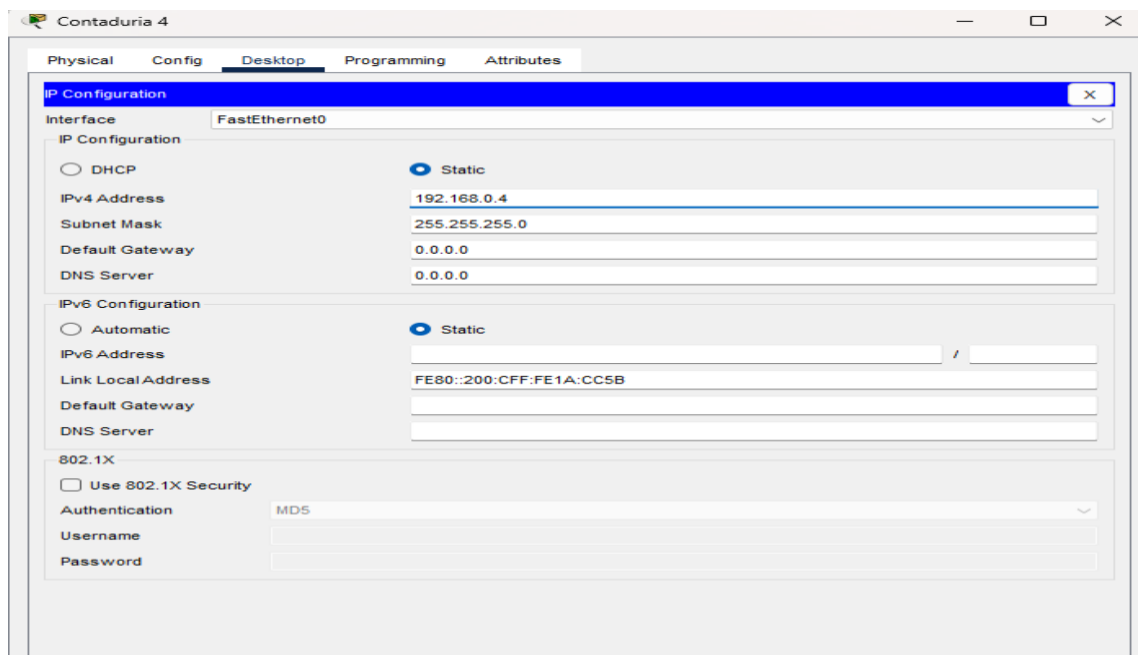 Contaduria 4
Physical Config Desktop Programming Attributes
IP Configuration
Interface FastEthernet0
IP Configuration
DHCP Static
IPv4 Address 192.168.0.4
Subnet Mask 255.255.255.0
Default Gateway 0.0.0.0
DNS Server 0.0.0.0
IPv6 Configuration
Automatic Static
IPv6 Address /
Link Local Address FE80::200:CFF:FE1A:CC5B
Default Gateway
DNS Server
802.1X
Use 802.1X Security
Authentication MD5
Username
Password